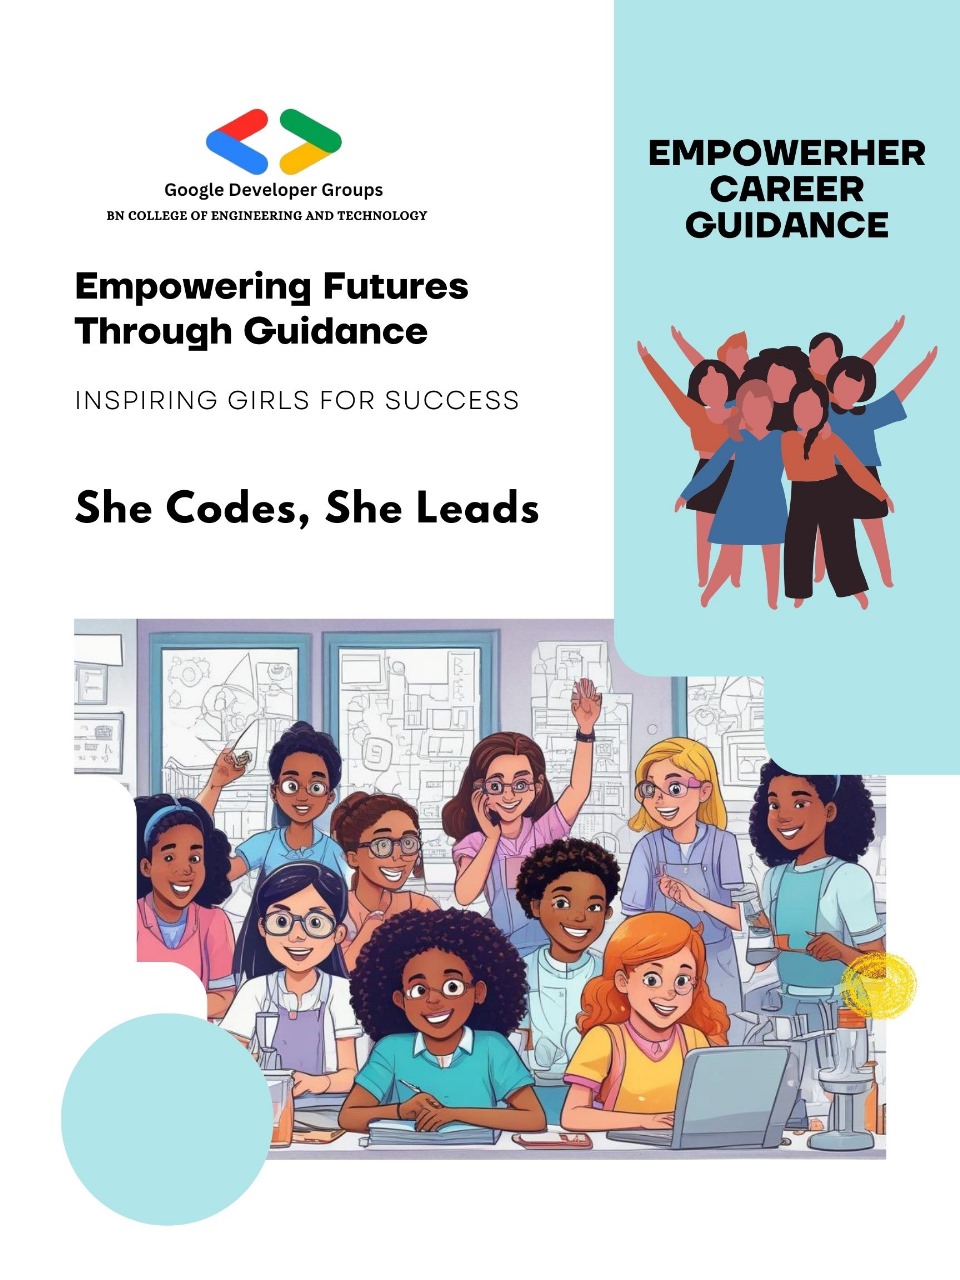 Google Developer Groups
BN COLLEGE OF ENGINEERING AND TECHNOLOGY
Empowering Futures
Through Guidance
INSPIRING GIRLS FOR SUCCESS
She Codes, She Leads
EMPOWERHER
CAREER
GUIDANCE